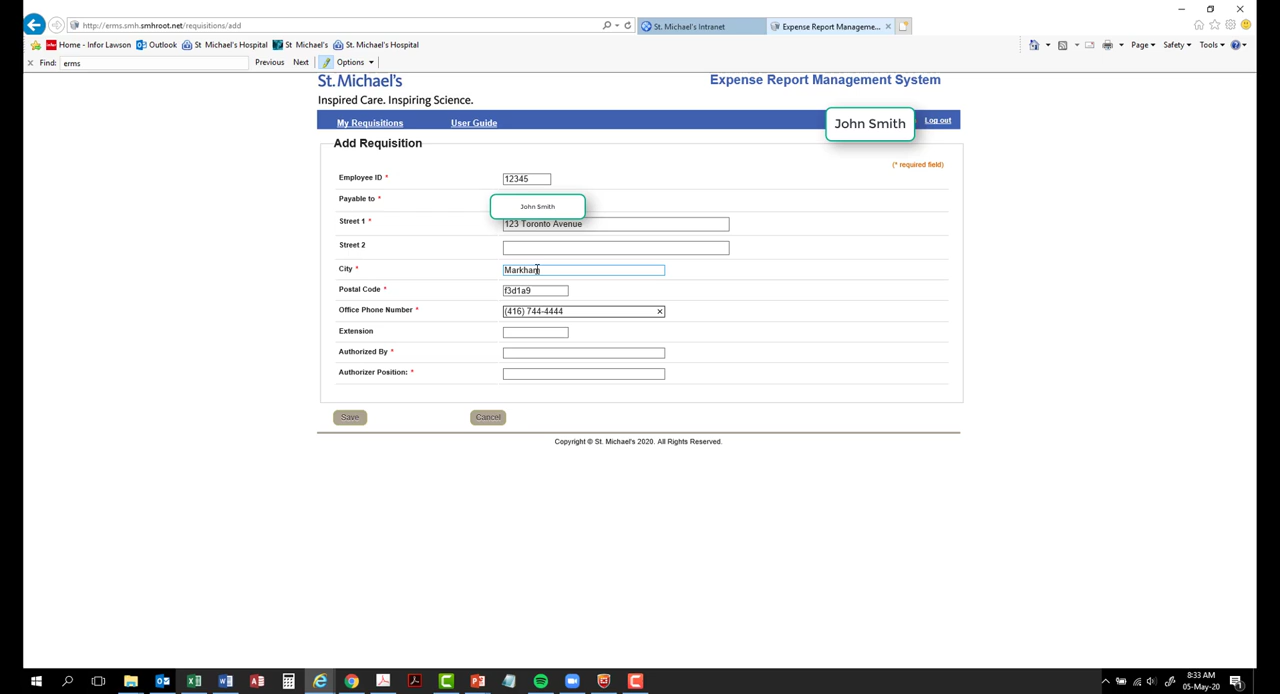 http://erms.smh.smhroot.net/requisitions/add
St. Michael's Intranet
Expense Report Manageme...
Home - Infor Lawson
Outlook
St Michael's Hospital
St Michael's
St. Michael's Hospital
Page
Safety
Tools
Find: erms
Previous
Next
Options
St. Michael's
Inspired Care. Inspiring Science.
Expense Report Management System
My Requisitions
User Guide
John Smith
Log out
Add Requisition
(* required field)
Employee ID * 12345
Payable to * John Smith
Street 1 * 123 Toronto Avenue
Street 2
City * Markham
Postal Code * f3d1a9
Office Phone Number * (416) 744-4444
Extension
Authorized By *
Authorizer Position: *
Save
Cancel
Copyright © St. Michael's 2020. All Rights Reserved.
8:33 AM
05-May-20